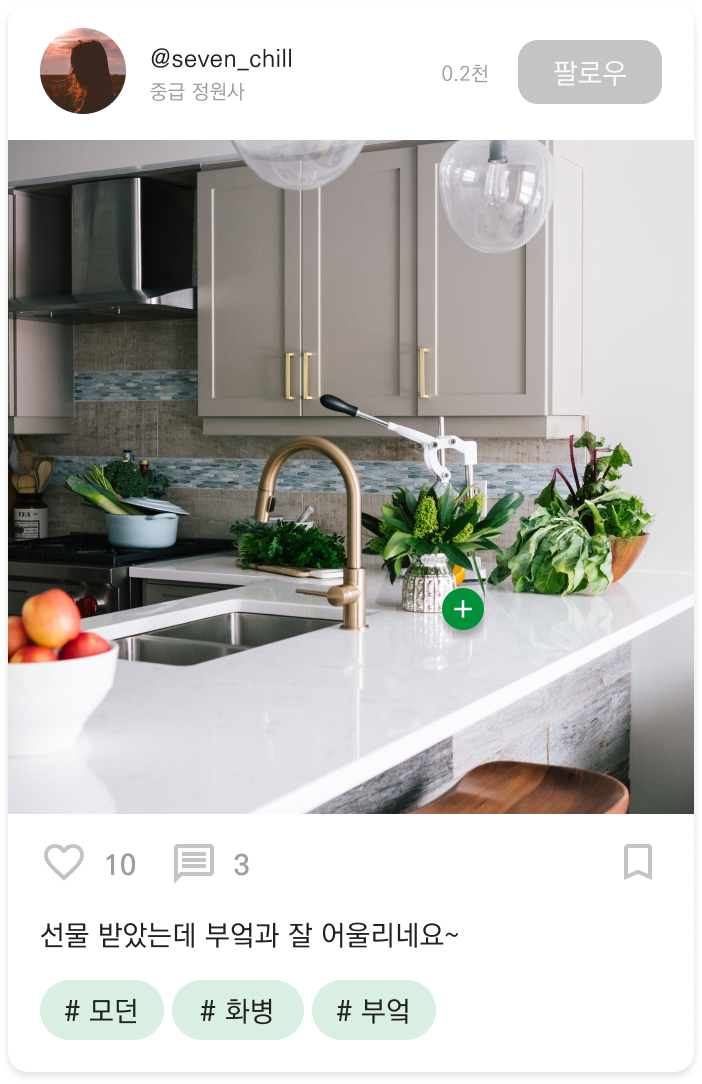 @seven_chill
중급 정원사
0.2천
팔로우
TEA
10
3
선물 받았는데 부엌과 잘 어울리네요~
# 모던
# 화병
# 부엌